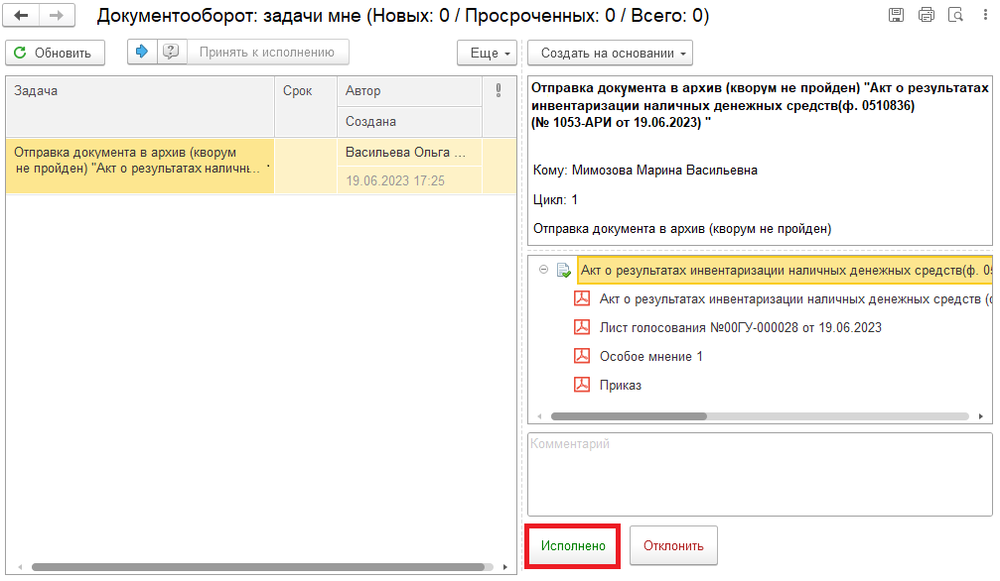 Документооборот: задачи мне (Новых: 0 / Просроченных: 0 / Всего: 0)
Обновить
Принять к исполнению
Еще
Создать на основании
Задача
Срок
Автор
Создана
Отправка документа в архив (кворум
не пройден) "Акт о результатах наличнь...
Васильева Ольга ...
19.06.2023 17:25
Отправка документа в архив (кворум не пройден) "Акт о результатах
инвентаризации наличных денежных средств(ф. 0510836)
(№ 1053-АРИ от 19.06.2023) "
Кому: Мимозова Марина Васильевна
Цикл: 1
Отправка документа в архив (кворум не пройден)
Акт о результатах инвентаризации наличных денежных средств(ф. 05
Акт о результатах инвентаризации наличных денежных средств (ф
Лист голосования №00ГУ-000028 от 19.06.2023
Особое мнение 1
Приказ
Комментарий
Исполнено
Отклонить